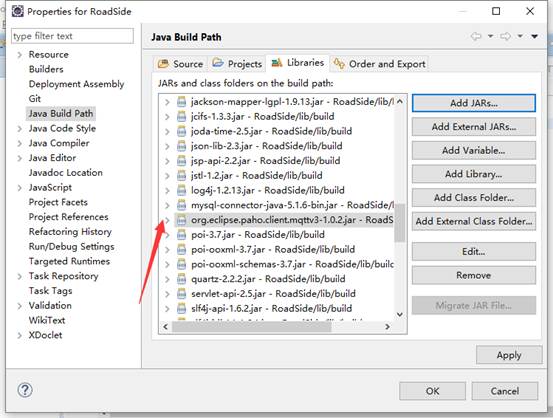 Properties for RoadSide
type filter text
Resource
Builders
Deployment Assembly
Git
Java Build Path
Java Code Style
Java Compiler
Java Editor
Javadoc Location
JavaScript
Project Facets
Project References
Refactoring History
Run/Debug Settings
Targeted Runtimes
Task Repository
Task Tags
Validation
WikiText
XDoclet
Java Build Path
Source Projects Libraries Order and Export
JARs and class folders on the build path:
jackson-mapper-lgpl-1.9.13.jar - RoadSide/lib/build
jcifs-1.3.3.jar - RoadSide/lib/build
joda-time-2.5.jar - RoadSide/lib/build
json-lib-2.3.jar - RoadSide/lib/build
jsp-api-2.2.jar - RoadSide/lib/build
jstl-1.2.jar - RoadSide/lib/build
log4j-1.2.13.jar - RoadSide/lib/build
mysql-connector-java-5.1.6-bin.jar - RoadSide/lib/build
org.eclipse.paho.client.mqttv3-1.0.2.jar - RoadS
poi-3.7.jar - RoadSide/lib/build
poi-ooxml-3.7.jar - RoadSide/lib/build
poi-ooxml-schemas-3.7.jar - RoadSide/lib/build
quartz-2.2.2.jar - RoadSide/lib/build
servlet-api-2.5.jar - RoadSide/lib/build
slf4j-api-1.6.2.jar - RoadSide/lib/build
Add JARs...
Add External JARs...
Add Variable...
Add Library...
Add Class Folder...
Add External Class Folder...
Edit...
Remove
Migrate JAR File...
Apply
OK Cancel